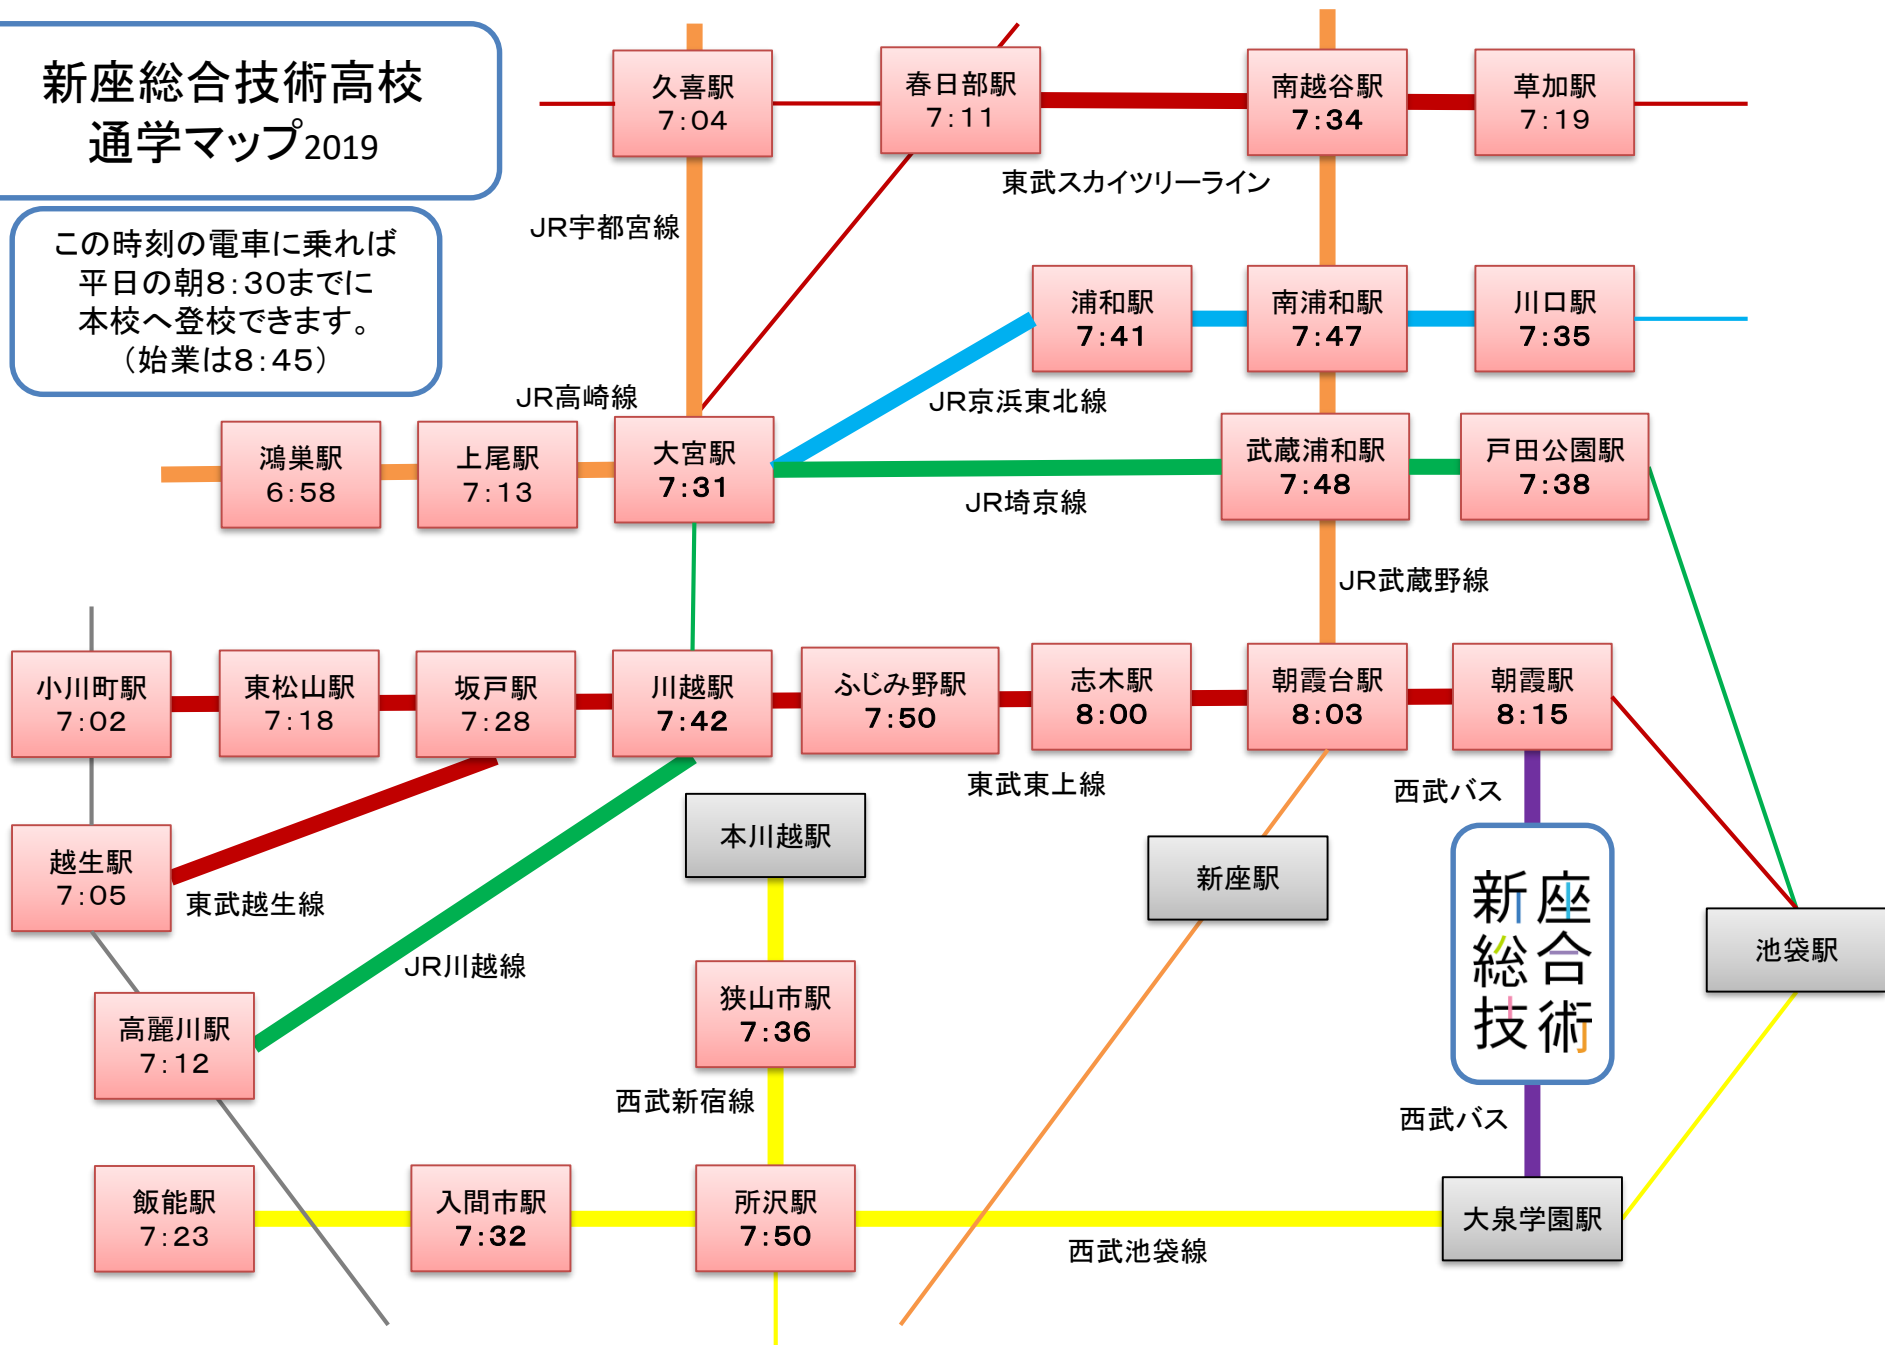 新座総合技術高校
通学マップ2019
この時刻の電車に乗れば
平日の朝8:30までに
本校へ登校できます。
（始業は8:45）
久喜駅
7:04
春日部駅
7:11
南越谷駅
7:34
草加駅
7:19
東武スカイツリーライン
JR宇都宮線
浦和駅
7:41
南浦和駅
7:47
川口駅
7:35
JR高崎線
JR京浜東北線
鴻巣駅
6:58
上尾駅
7:13
大宮駅
7:31
武蔵浦和駅
7:48
戸田公園駅
7:38
JR埼京線
JR武蔵野線
小川町駅
7:02
東松山駅
7:18
坂戸駅
7:28
川越駅
7:42
ふじみ野駅
7:50
志木駅
8:00
朝霞台駅
8:03
朝霞駅
8:15
東武東上線
西武バス
本川越駅
新座駅
越生駅
7:05
東武越生線
新座
総合
技術
池袋駅
JR川越線
狭山市駅
7:36
高麗川駅
7:12
西武新宿線
西武バス
飯能駅
7:23
入間市駅
7:32
所沢駅
7:50
大泉学園駅
西武池袋線